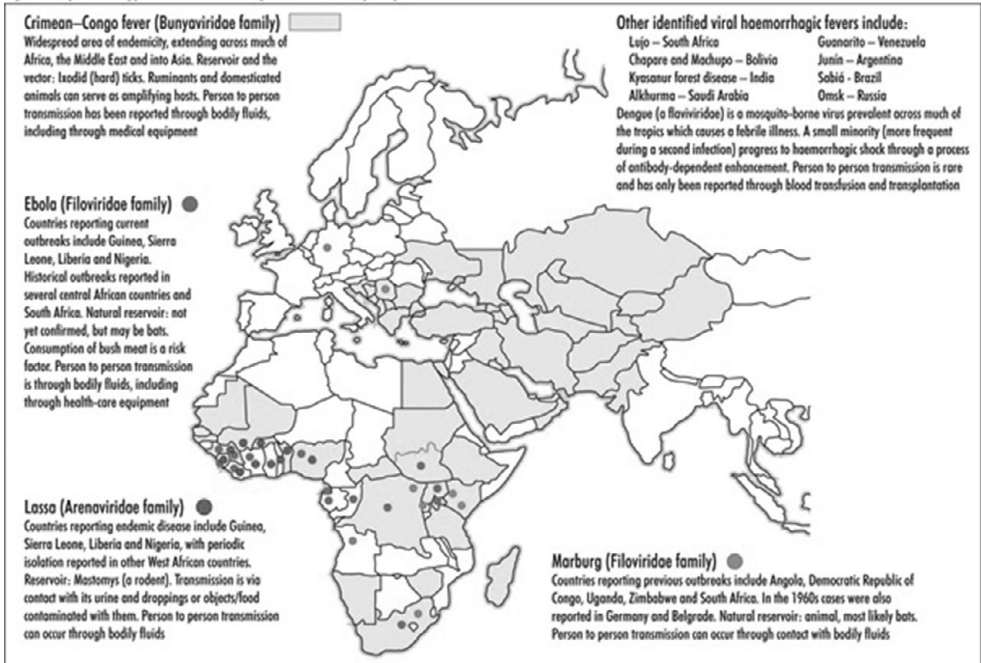 Crimean–Congo fever (Bunyaviridae family)
Widespread area of endemicity, extending across much of
Africa, the Middle East and into Asia. Reservoir and the
vector: Ixodid (hard) ticks. Ruminants and domesticated
animals can serve as amplifying hosts. Person to person
transmission has been reported through bodily fluids,
including through medical equipment
Other identified viral haemorrhagic fevers include:
Lujo – South Africa
Chapare and Machupo – Bolivia
Kyasanur forest disease – India
Alkhurma – Saudi Arabia
Guanarito – Venezuela
Junin – Argentina
Sabiá - Brazil
Omsk – Russia
Dengue (a flaviviridae) is a mosquito-borne virus prevalent across much of
the tropics which causes a febrile illness. A small minority (more frequent
during a second infection) progress to haemorrhagic shock through a process
of antibody-dependent enhancement. Person to person transmission is rare
and has only been reported through blood transfusion and transplantation
Ebola (Filoviridae family)
Countries reporting current
outbreaks include Guinea, Sierra
Leone, Liberia and Nigeria.
Historical outbreaks reported in
several central African countries and
South Africa. Natural reservoir: not
yet confirmed, but may be bats.
Consumption of bush meat is a risk
factor. Person to person transmission
is through bodily fluids, including
through health-care equipment
Lassa (Arenaviridae family)
Countries reporting endemic disease include Guinea,
Sierra Leone, Liberia and Nigeria, with periodic
isolation reported in other West African countries.
Reservoir: Mastomys (a rodent). Transmission is via
contact with its urine and droppings or objects/food
contaminated with them. Person to person transmission
can occur through bodily fluids
Marburg (Filoviridae family)
Countries reporting previous outbreaks include Angola, Democratic Republic of
Congo, Uganda, Zimbabwe and South Africa. In the 1960s cases were also
reported in Germany and Belgrade. Natural reservoir: animal, most likely bats.
Person to person transmission can occur through contact with bodily fluids